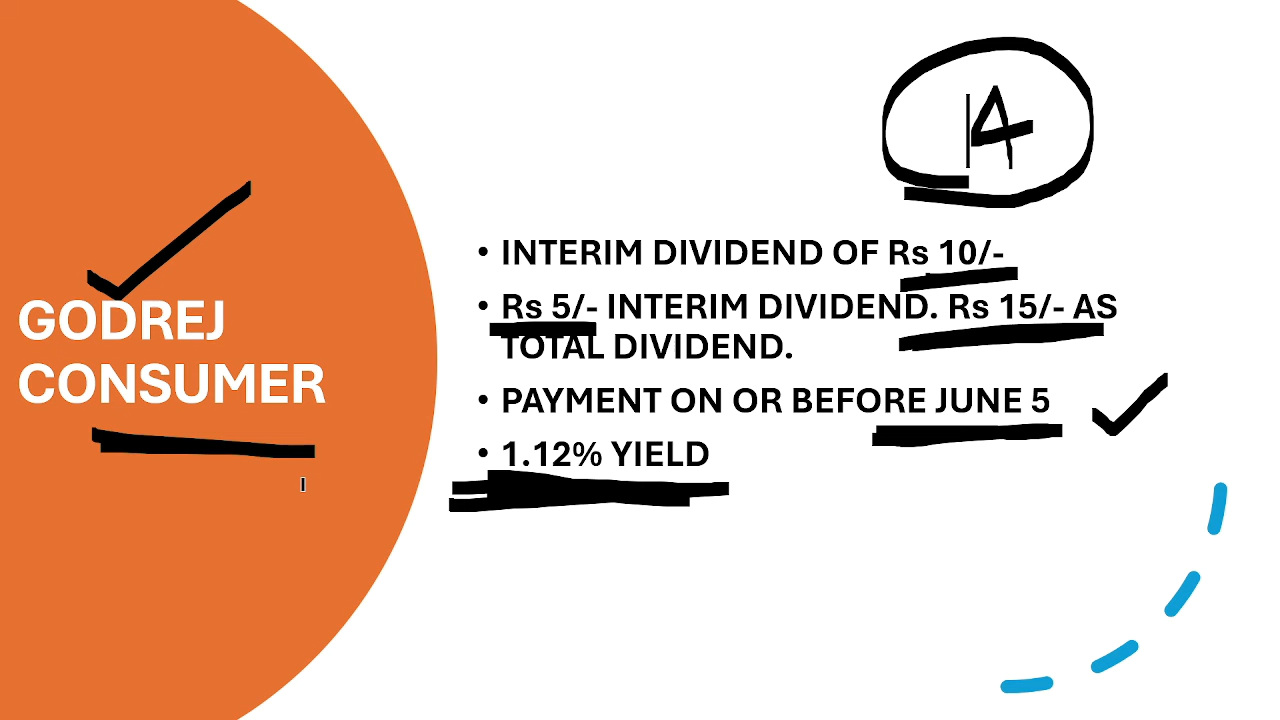 14
GODREJ
CONSUMER
• INTERIM DIVIDEND OF Rs 10/-
• Rs 5/- INTERIM DIVIDEND. Rs 15/- AS
TOTAL DIVIDEND.
• PAYMENT ON OR BEFORE JUNE 5
• 1.12% YIELD